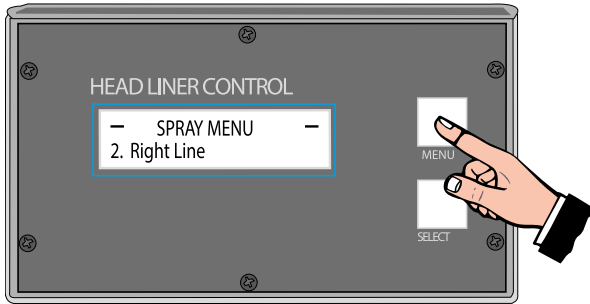 HEAD LINER CONTROL
– SPRAY MENU –
2. Right Line
MENU
SELECT